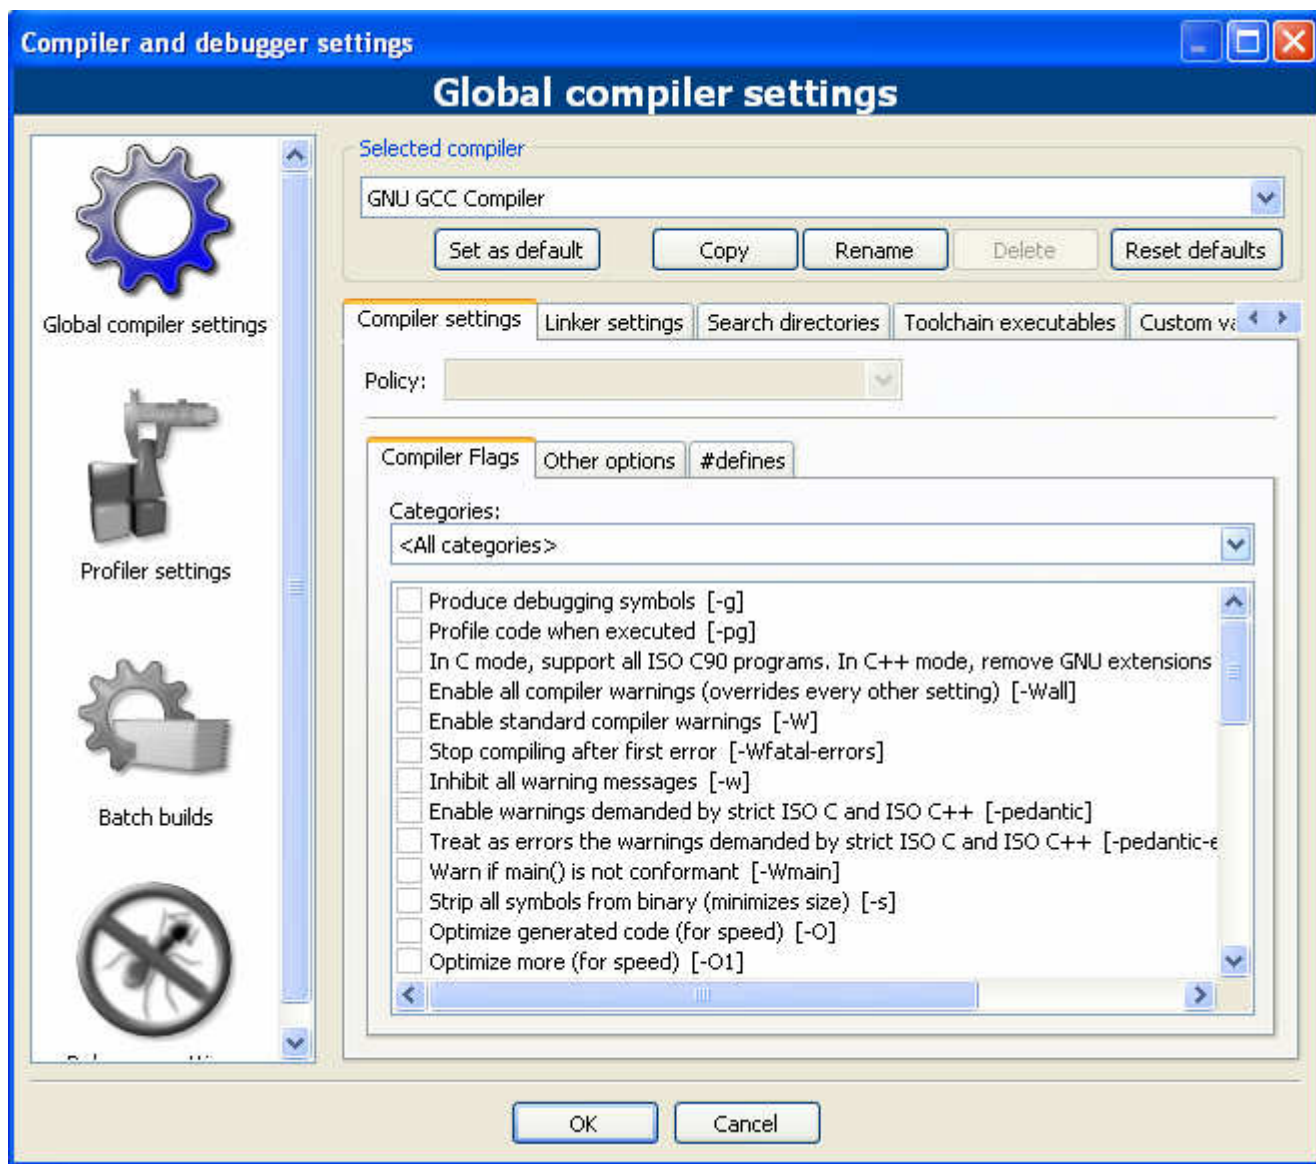 Compiler and debugger settings
Global compiler settings
Global compiler settings
Profiler settings
Batch builds
Selected compiler
GNU GCC Compiler
Set as default Copy Rename Delete Reset defaults
Compiler settings Linker settings Search directories Toolchain executables Custom va
Policy:
Compiler Flags Other options #defines
Categories:
<All categories>
Produce debugging symbols [-g]
Profile code when executed [-pg]
In C mode, support all ISO C90 programs. In C++ mode, remove GNU extensions
Enable all compiler warnings (overrides every other setting) [-Wall]
Enable standard compiler warnings [-W]
Stop compiling after first error [-Wfatal-errors]
Inhibit all warning messages [-w]
Enable warnings demanded by strict ISO C and ISO C++ [-pedantic]
Treat as errors the warnings demanded by strict ISO C and ISO C++ [-pedantic-e
Warn if main() is not conformant [-Wmain]
Strip all symbols from binary (minimizes size) [-s]
Optimize generated code (for speed) [-O]
Optimize more (for speed) [-O1]
OK Cancel